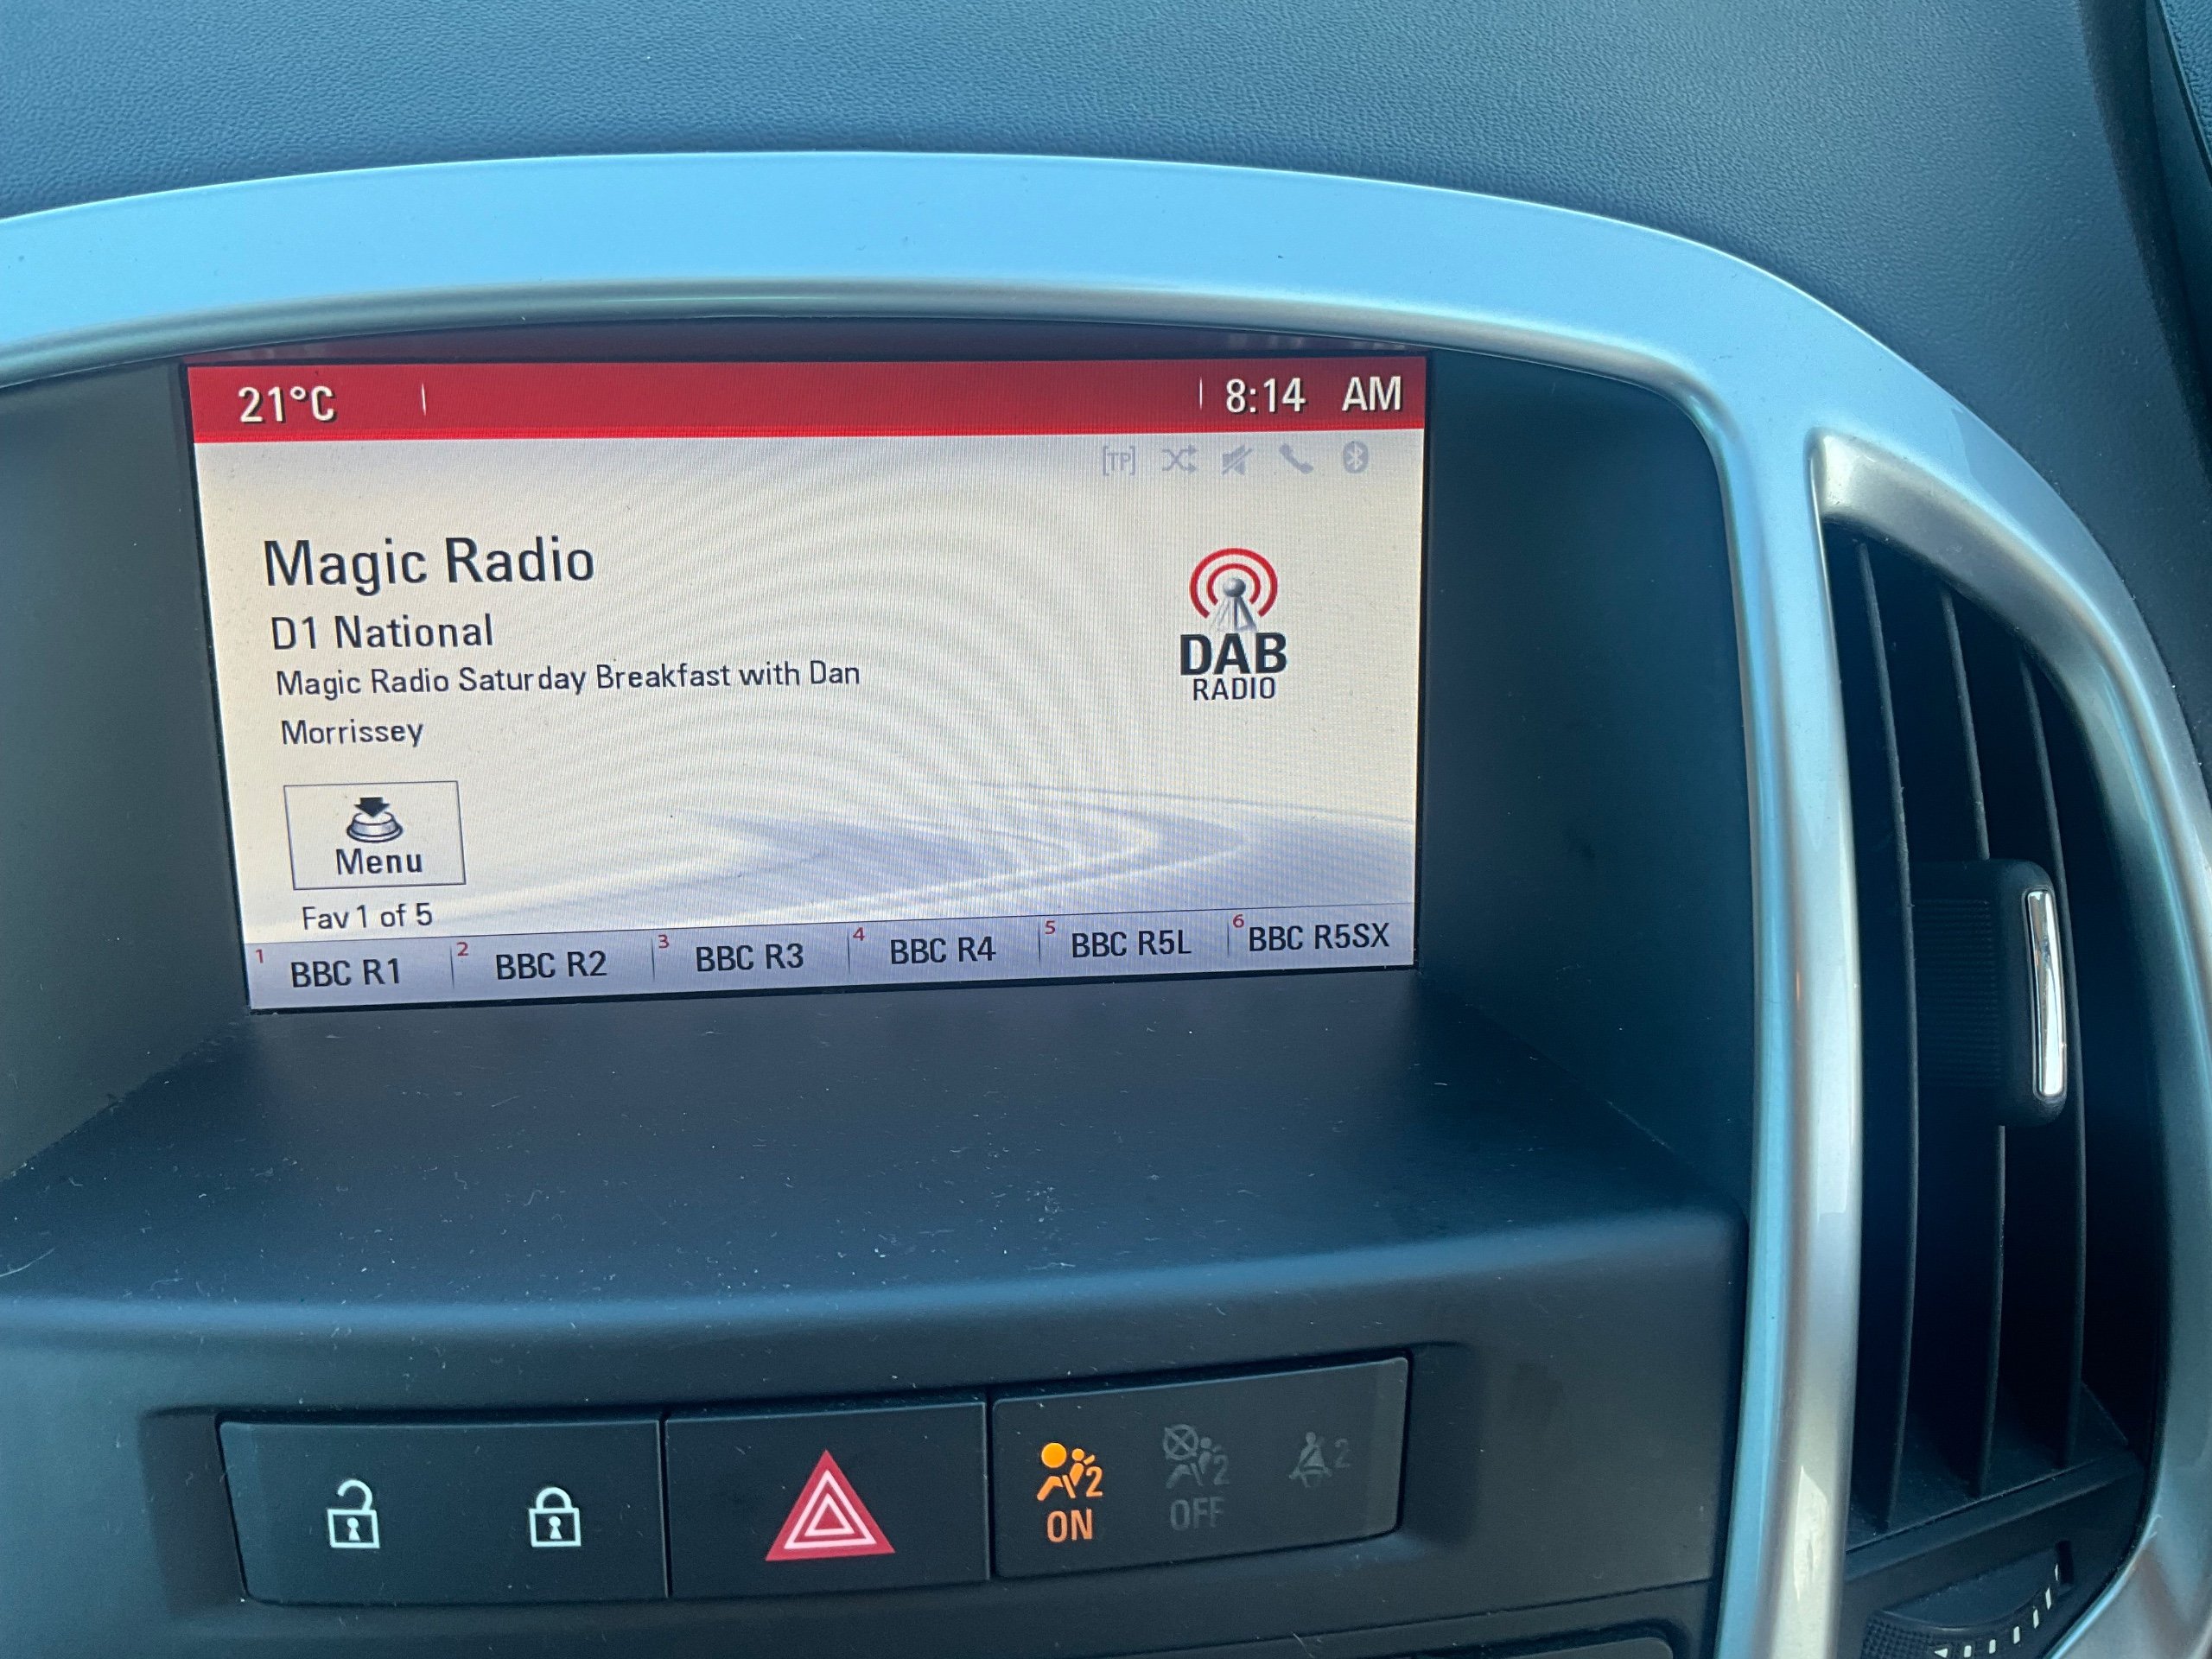 21°C 8:14 AM
[TP]
Magic Radio
D1 National
Magic Radio Saturday Breakfast with Dan
Morrissey
DAB
RADIO
Menu
Fav 1 of 5
1 BBC R1 2 BBC R2 3 BBC R3 4 BBC R4 5 BBC R5L 6 BBC R5SX
2 2 2
ON OFF